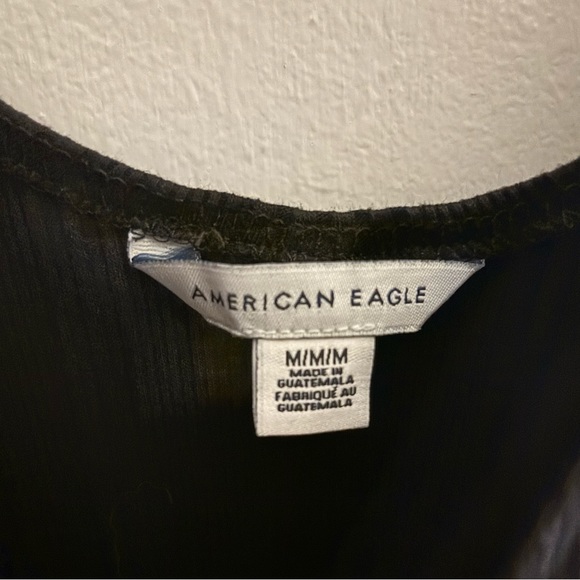 AMERICAN EAGLE
M/M/M
MADE IN
GUATEMALA
FABRIQUÉ AU
GUATEMALA